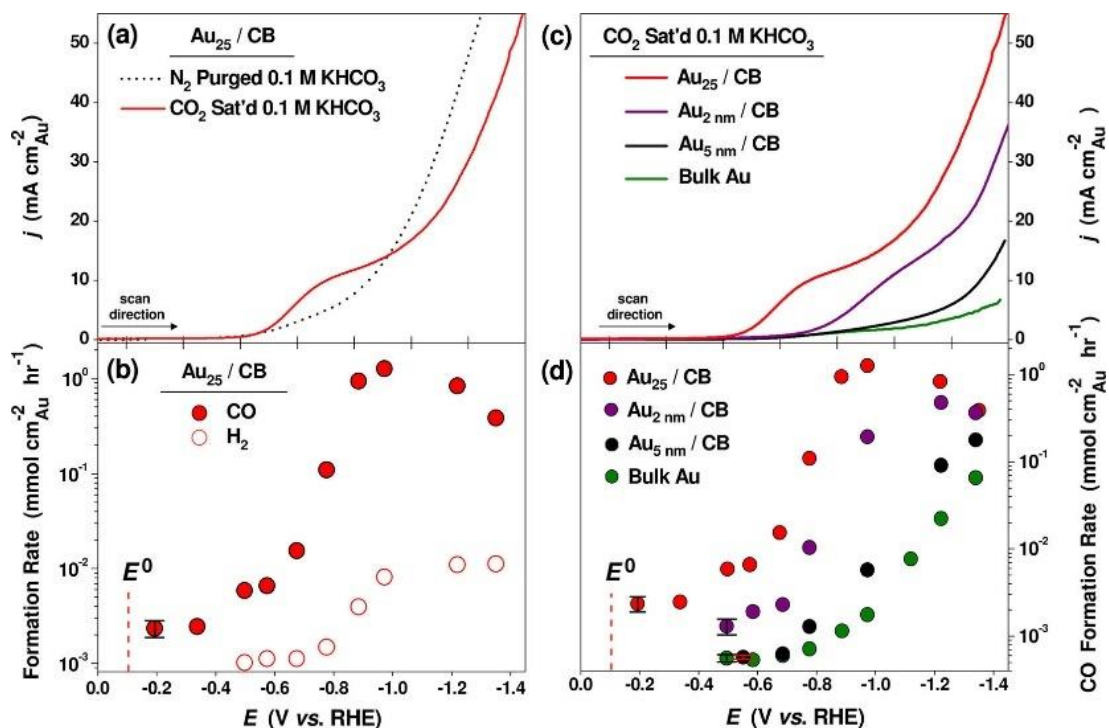 (a)
Au25 / CB
N2 Purged 0.1 M KHCO3
CO2 Sat'd 0.1 M KHCO3
scan
direction
j (mA cm-2Au)
50
40
30
20
10
0
(c)
CO2 Sat'd 0.1 M KHCO3
Au25 / CB
Au2 nm / CB
Au5 nm / CB
Bulk Au
scan
direction
50
40
30
20
10
0
j (mA cm-2Au)
(b)
Au25 / CB
CO
H2
E0
Formation Rate (mmol cm-2Au hr-1)
100
10-1
10-2
10-3
0.0 -0.2 -0.4 -0.6 -0.8 -1.0 -1.2 -1.4
E (V vs. RHE)
(d)
Au25 / CB
Au2 nm / CB
Au5 nm / CB
Bulk Au
E0
100
10-1
10-2
10-3
CO Formation Rate (mmol cm-2Au hr-1)
0.0 -0.2 -0.4 -0.6 -0.8 -1.0 -1.2 -1.4
E (V vs. RHE)